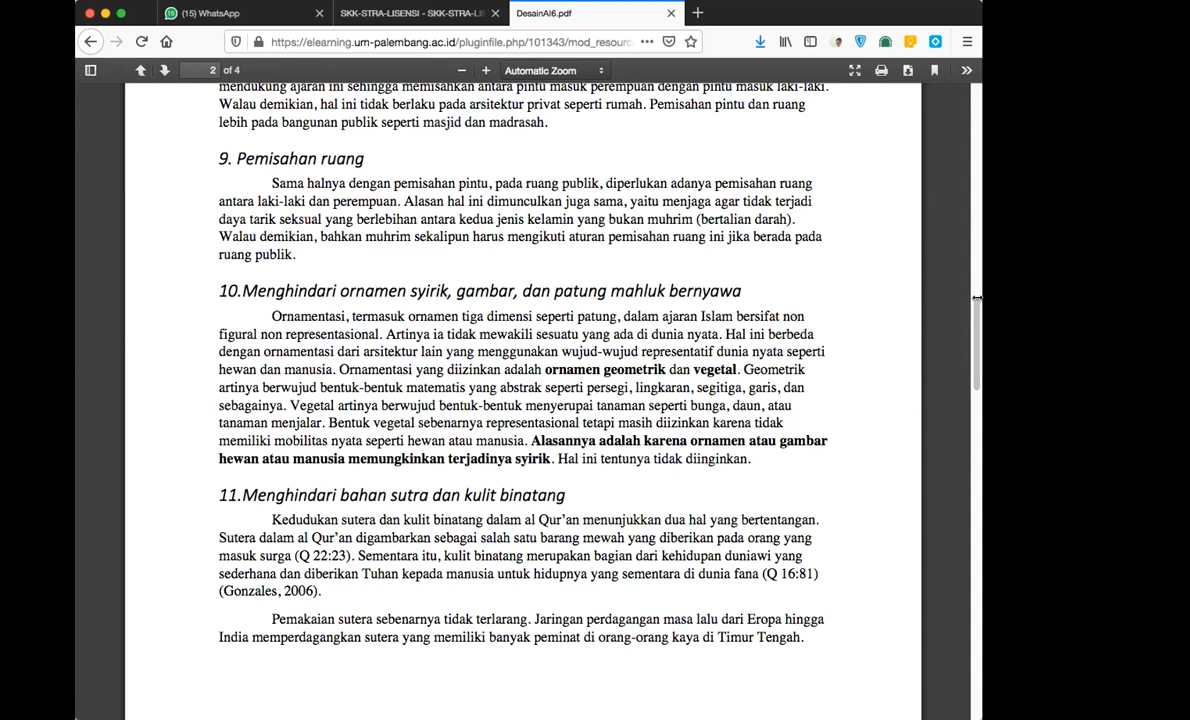 (15) WhatsApp
SKK-STRA-LISENSI - SKK-STRA-LIS
DesainAI6.pdf
https://elearning.um-palembang.ac.id/pluginfile.php/101343/mod_resourc
2 of 4
Automatic Zoom
mendukung ajaran ini sehingga memisahkan antara pintu masuk perempuan dengan pintu masuk laki-laki.
Walau demikian, hal ini tidak berlaku pada arsitektur privat seperti rumah. Pemisahan pintu dan ruang
lebih pada bangunan publik seperti masjid dan madrasah.
9. Pemisahan ruang
Sama halnya dengan pemisahan pintu, pada ruang publik, diperlukan adanya pemisahan ruang
antara laki-laki dan perempuan. Alasan hal ini dimunculkan juga sama, yaitu menjaga agar tidak terjadi
daya tarik seksual yang berlebihan antara kedua jenis kelamin yang bukan muhrim (bertalian darah).
Walau demikian, bahkan muhrim sekalipun harus mengikuti aturan pemisahan ruang ini jika berada pada
ruang publik.
10.Menghindari ornamen syirik, gambar, dan patung mahluk bernyawa
Ornamentasi, termasuk ornamen tiga dimensi seperti patung, dalam ajaran Islam bersifat non
figural non representasional. Artinya ia tidak mewakili sesuatu yang ada di dunia nyata. Hal ini berbeda
dengan ornamentasi dari arsitektur lain yang menggunakan wujud-wujud representatif dunia nyata seperti
hewan dan manusia. Ornamentasi yang diizinkan adalah ornamen geometrik dan vegetal. Geometrik
artinya berwujud bentuk-bentuk matematis yang abstrak seperti persegi, lingkaran, segitiga, garis, dan
sebagainya. Vegetal artinya berwujud bentuk-bentuk menyerupai tanaman seperti bunga, daun, atau
tanaman menjalar. Bentuk vegetal sebenarnya representasional tetapi masih diizinkan karena tidak
memiliki mobilitas nyata seperti hewan atau manusia. Alasannya adalah karena ornamen atau gambar
hewan atau manusia memungkinkan terjadinya syirik. Hal ini tentunya tidak diinginkan.
11.Menghindari bahan sutra dan kulit binatang
Kedudukan sutera dan kulit binatang dalam al Qur’an menunjukkan dua hal yang bertentangan.
Sutera dalam al Qur’an digambarkan sebagai salah satu barang mewah yang diberikan pada orang yang
masuk surga (Q 22:23). Sementara itu, kulit binatang merupakan bagian dari kehidupan duniawi yang
sederhana dan diberikan Tuhan kepada manusia untuk hidupnya yang sementara di dunia fana (Q 16:81)
(Gonzales, 2006).
Pemakaian sutera sebenarnya tidak terlarang. Jaringan perdagangan masa lalu dari Eropa hingga
India memperdagangkan sutera yang memiliki banyak peminat di orang-orang kaya di Timur Tengah.